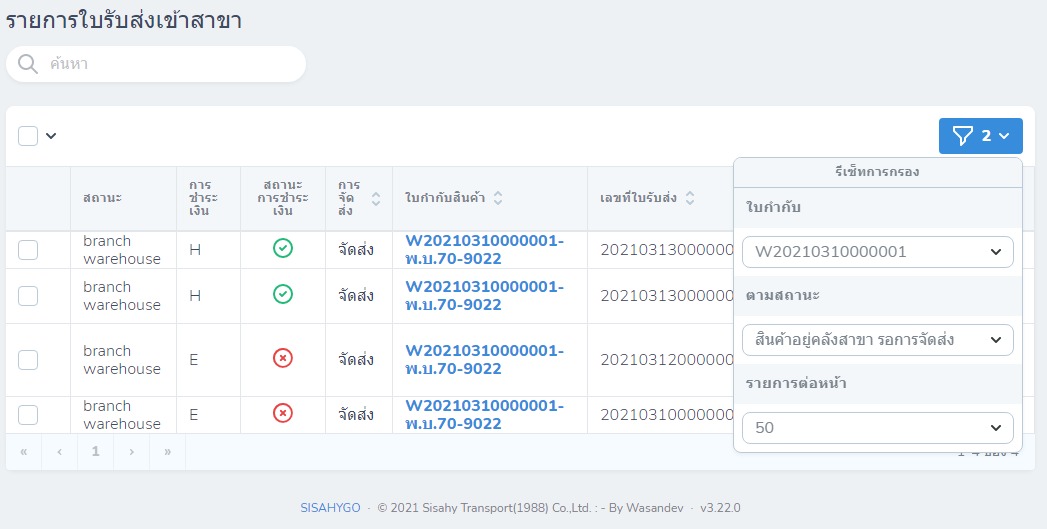 รายการใบรับส่งเข้าสาขา
ค้นหา
2
รีเซ็ทการกรอง
ใบกำกับ
W20210310000001
ตามสถานะ
สินค้าอยู่คลังสาขา รอการจัดส่ง
รายการต่อหน้า
50
สถานะ
การ
ชำระ
เงิน
สถานะ
การชำระ
เงิน
การ
จัด
ส่ง
ใบกำกับสินค้า
เลขที่ใบรับส่ง
branch
warehouse
H
จัดส่ง
W20210310000001-
พ.บ.70-9022
20210313000000
branch
warehouse
H
จัดส่ง
W20210310000001-
พ.บ.70-9022
20210313000000
branch
warehouse
E
จัดส่ง
W20210310000001-
พ.บ.70-9022
20210312000000
branch
warehouse
E
จัดส่ง
W20210310000001-
พ.บ.70-9022
20210310000000
« ‹ 1 › »
SISAHYGO · © 2021 Sisahy Transport(1988) Co.,Ltd. : - By Wasandev · v3.22.0